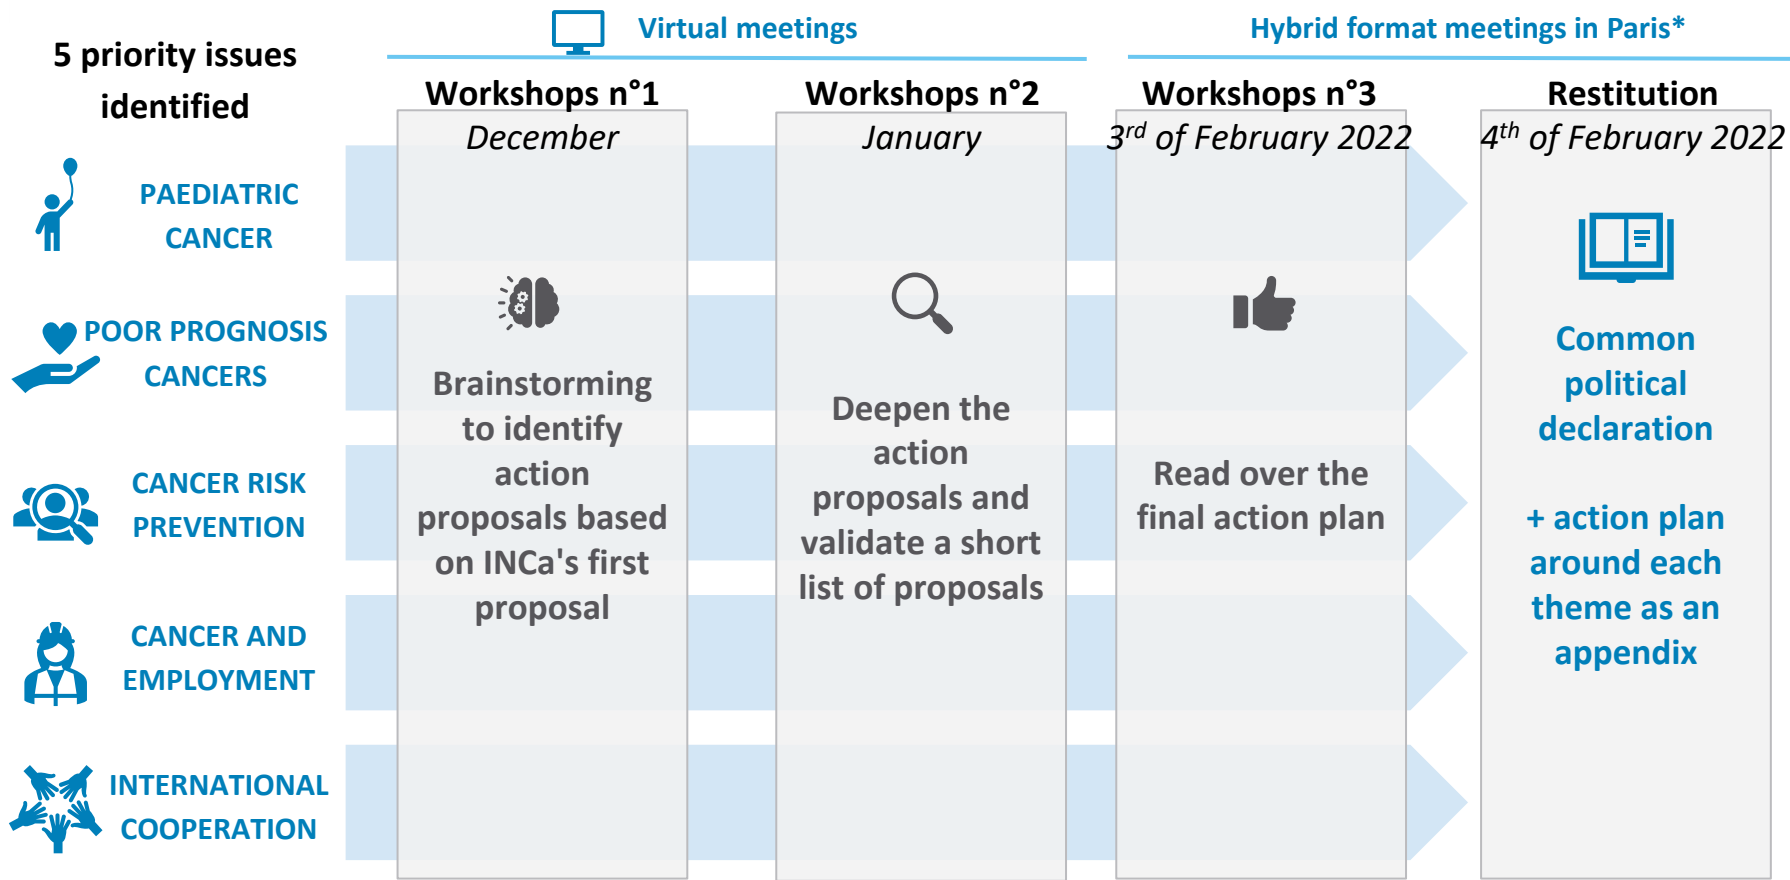 5 priority issues
identified
Virtual meetings
Hybrid format meetings in Paris*
Workshops n°1
December
Workshops n°2
January
Workshops n°3
3rd of February 2022
Restitution
4th of February 2022
PAEDIATRIC
CANCER
POOR PROGNOSIS
CANCERS
CANCER RISK
PREVENTION
CANCER AND
EMPLOYMENT
INTERNATIONAL
COOPERATION
Brainstorming
to identify
action
proposals based
on INCa's first
proposal
Deepen the
action
proposals and
validate a short
list of proposals
Read over the
final action plan
Common
political
declaration
+ action plan
around each
theme as an
appendix